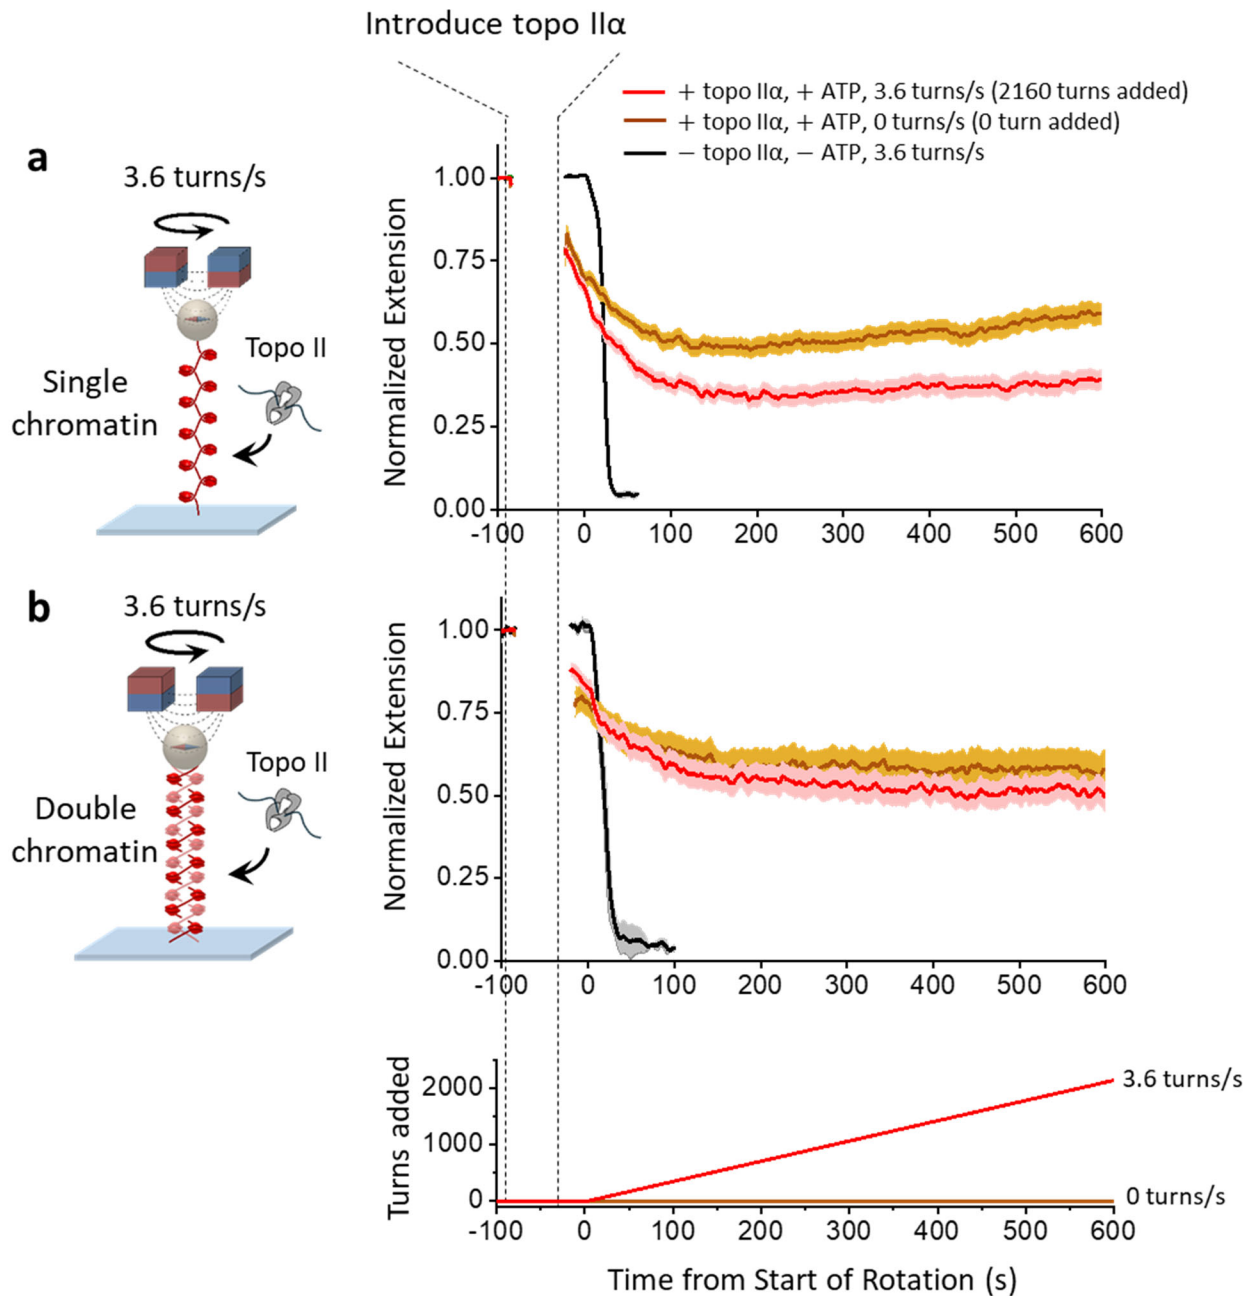 Introduce topo IIα
+ topo IIα, + ATP, 3.6 turns/s (2160 turns added)
+ topo IIα, + ATP, 0 turns/s (0 turn added)
− topo IIα, − ATP, 3.6 turns/s
a
3.6 turns/s
Topo II
Single
chromatin
Normalized Extension
1.00
0.75
0.50
0.25
0.00
-100 0 100 200 300 400 500 600
b
3.6 turns/s
Topo II
Double
chromatin
Normalized Extension
1.00
0.75
0.50
0.25
0.00
-100 0 100 200 300 400 500 600
Turns added
2000
1000
0
3.6 turns/s
0 turns/s
-100 0 100 200 300 400 500 600
Time from Start of Rotation (s)